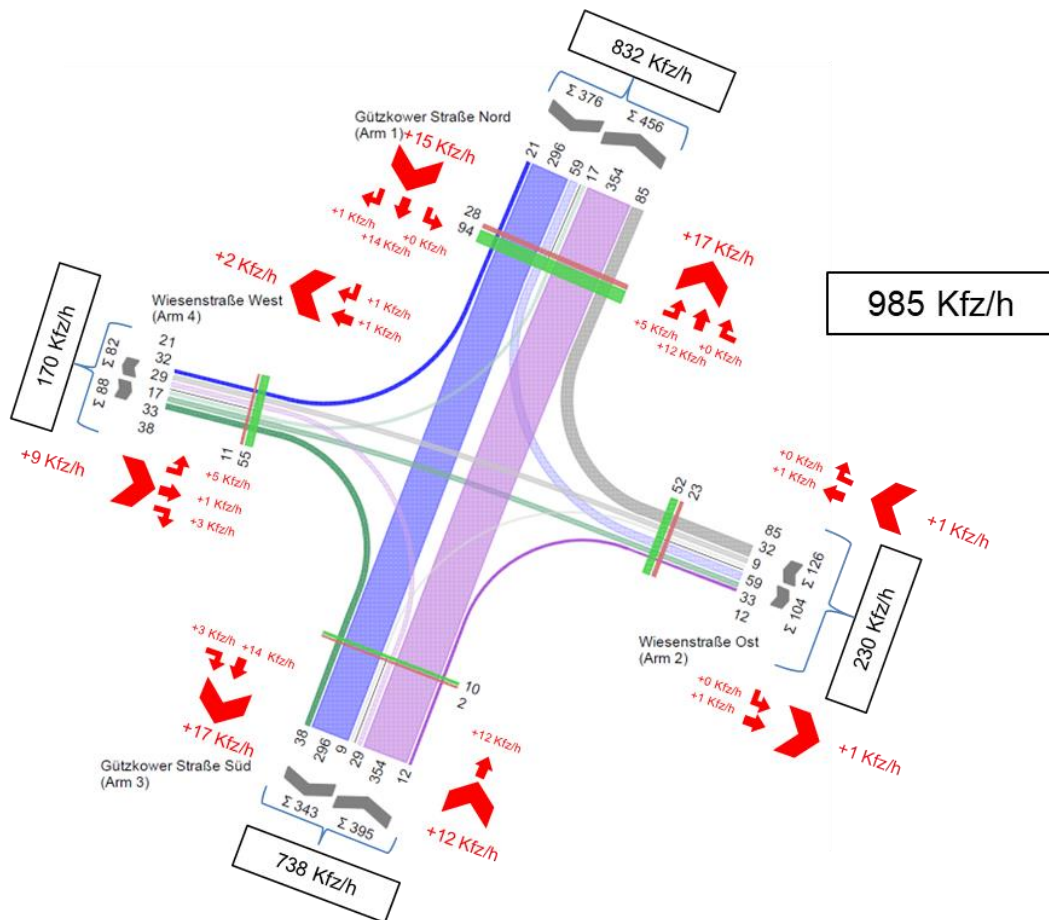 832 Kfz/h
Σ 376 Σ 456
Gützkower Straße Nord
(Arm 1)
+15 Kfz/h
21 296 59 17 354 85
+1 Kfz/h +0 Kfz/h
+14 Kfz/h
28
94
+17 Kfz/h
+5 Kfz/h +0 Kfz/h
+12 Kfz/h
985 Kfz/h
+2 Kfz/h
+1 Kfz/h
+1 Kfz/h
Wiesenstraße West
(Arm 4)
170 Kfz/h
Σ 82
Σ 88
21
32
29
17
33
38
11
55
+9 Kfz/h
+5 Kfz/h
+1 Kfz/h
+3 Kfz/h
52
23
+0 Kfz/h
+1 Kfz/h
+1 Kfz/h
85
32
9
59
33
12
Σ 126
Σ 104
230 Kfz/h
Wiesenstraße Ost
(Arm 2)
+0 Kfz/h
+1 Kfz/h
+1 Kfz/h
+3 Kfz/h +14 Kfz/h
+17 Kfz/h
10
2
Gützkower Straße Süd
(Arm 3)
38 296 9 29 354 12
+12 Kfz/h
+12 Kfz/h
Σ 343 Σ 395
738 Kfz/h